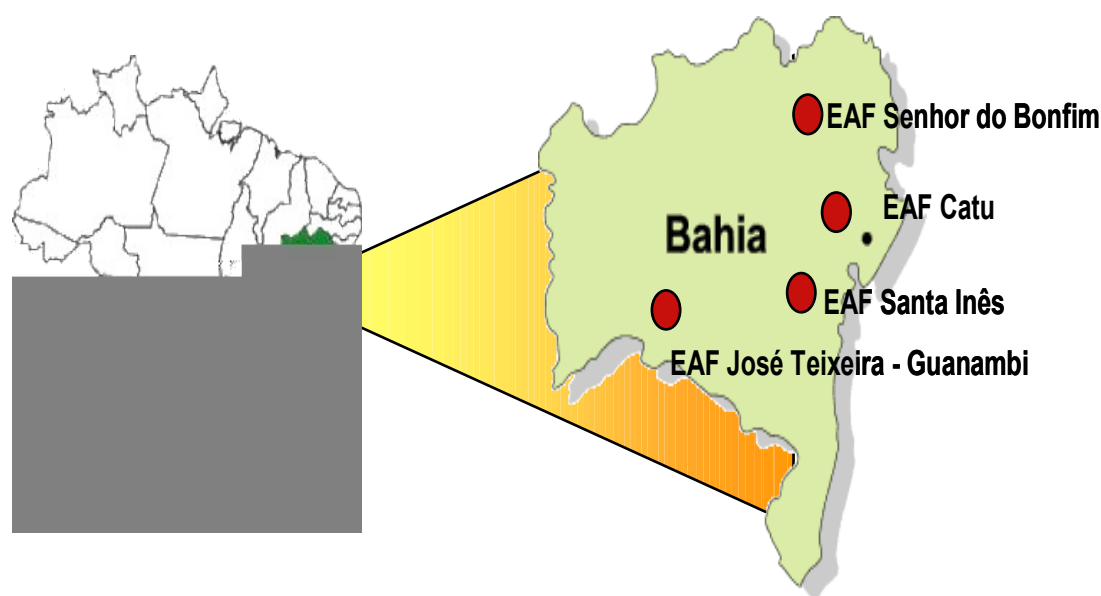 EAF Senhor do Bonfim
EAF Catu
Bahia
EAF Santa Inês
EAF José Teixeira - Guanambi